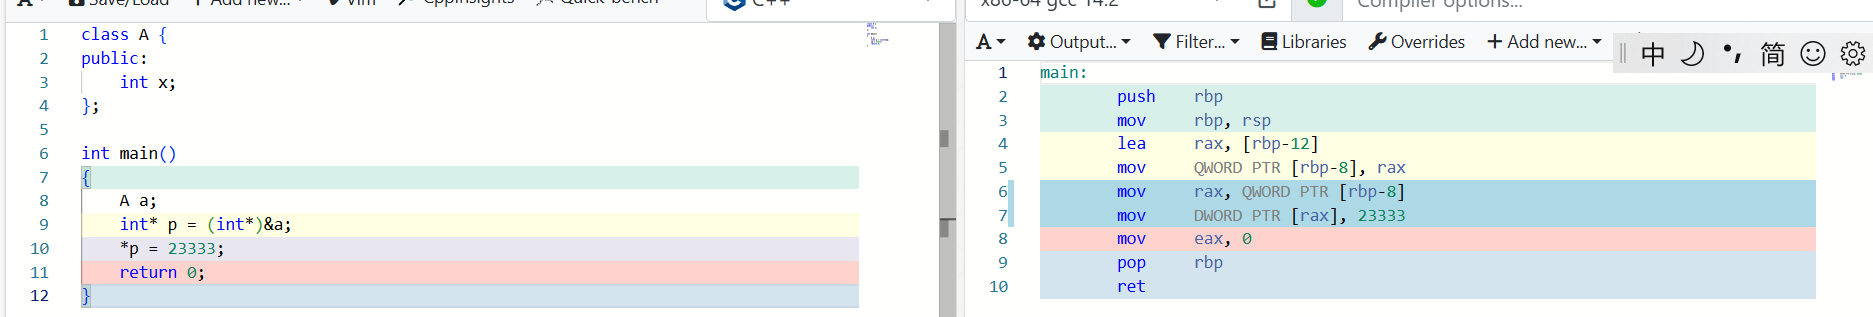 A Save/Load + Add new... Vim CppInsights Quick-bench
C++
1 class A {
2 public:
3 int x;
4 };
5
6 int main()
7 {
8 A a;
9 int* p = (int*)&a;
10 *p = 23333;
11 return 0;
12 }
x86-64 gcc 14.2
Compiler options...
A Output... Filter... Libraries Overrides + Add new...
中 简
1 main:
2 push rbp
3 mov rbp, rsp
4 lea rax, [rbp-12]
5 mov QWORD PTR [rbp-8], rax
6 mov rax, QWORD PTR [rbp-8]
7 mov DWORD PTR [rax], 23333
8 mov eax, 0
9 pop rbp
10 ret